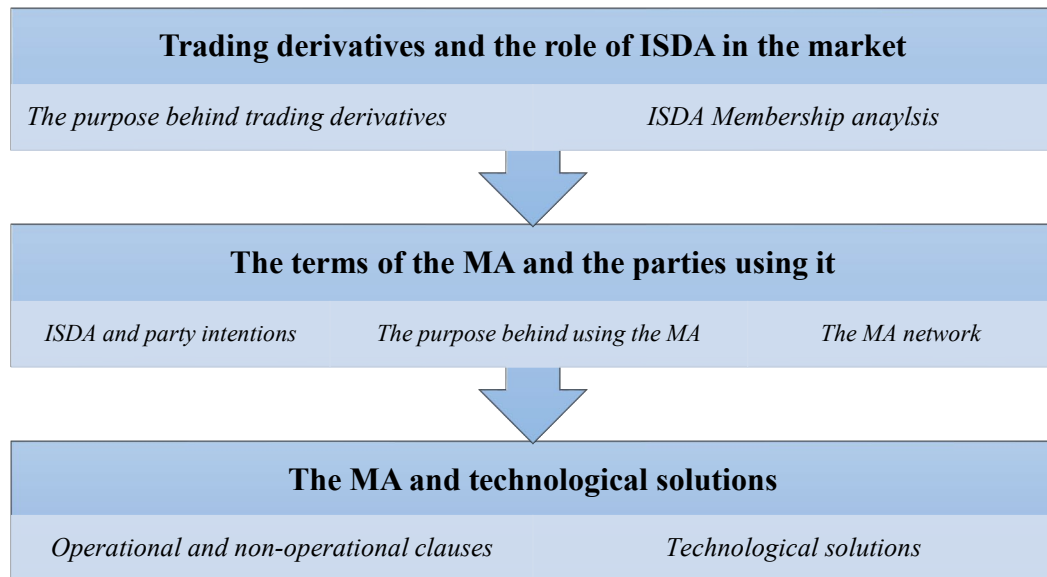 Trading derivatives and the role of ISDA in the market
The purpose behind trading derivatives
ISDA Membership anaylsis
The terms of the MA and the parties using it
ISDA and party intentions
The purpose behind using the MA
The MA network
The MA and technological solutions
Operational and non-operational clauses
Technological solutions